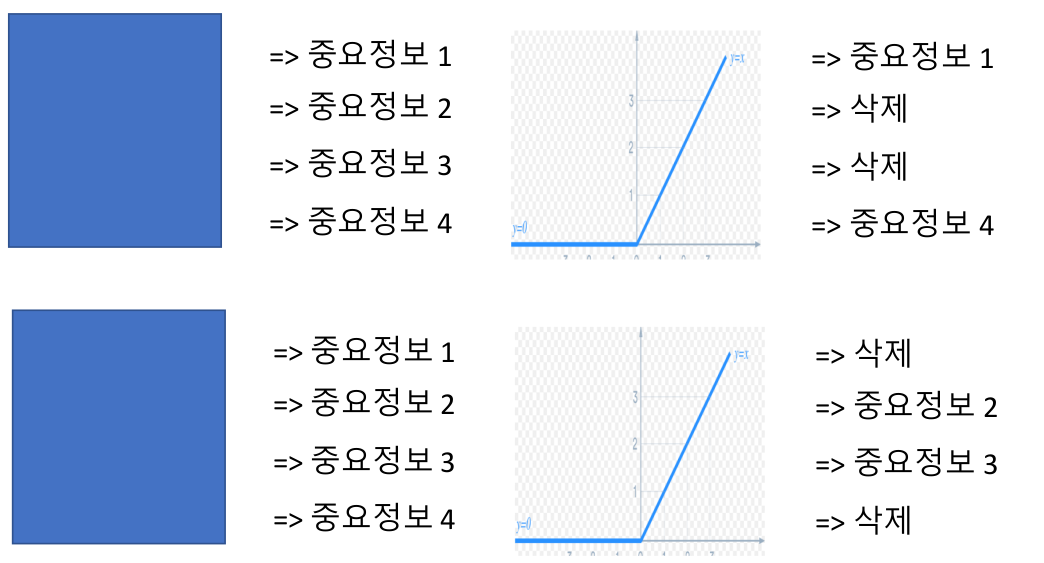 => 중요정보 1
=> 중요정보 2
=> 중요정보 3
=> 중요정보 4
y=x
3
2
1
y=0
=> 중요정보 1
=> 삭제
=> 삭제
=> 중요정보 4
=> 중요정보 1
=> 중요정보 2
=> 중요정보 3
=> 중요정보 4
y=x
3
2
1
y=0
=> 삭제
=> 중요정보 2
=> 중요정보 3
=> 삭제